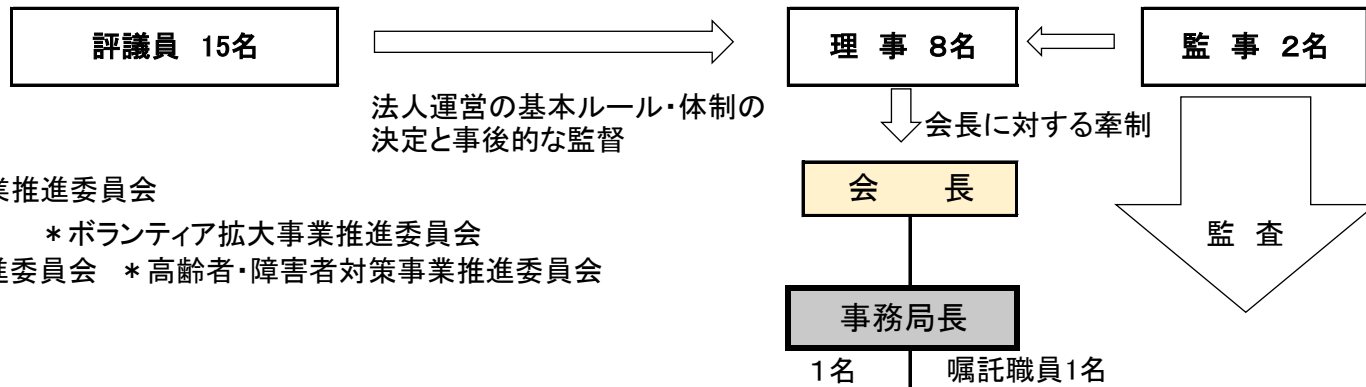 評議員 15名
理 事 8名
監 事 2名
法人運営の基本ルール・体制の
決定と事後的な監督
会長に対する牽制
業推進委員会
会 長
＊ボランティア拡大事業推進委員会
監 査
進委員会 ＊高齢者・障害者対策事業推進委員会
事務局長
1名 嘱託職員1名